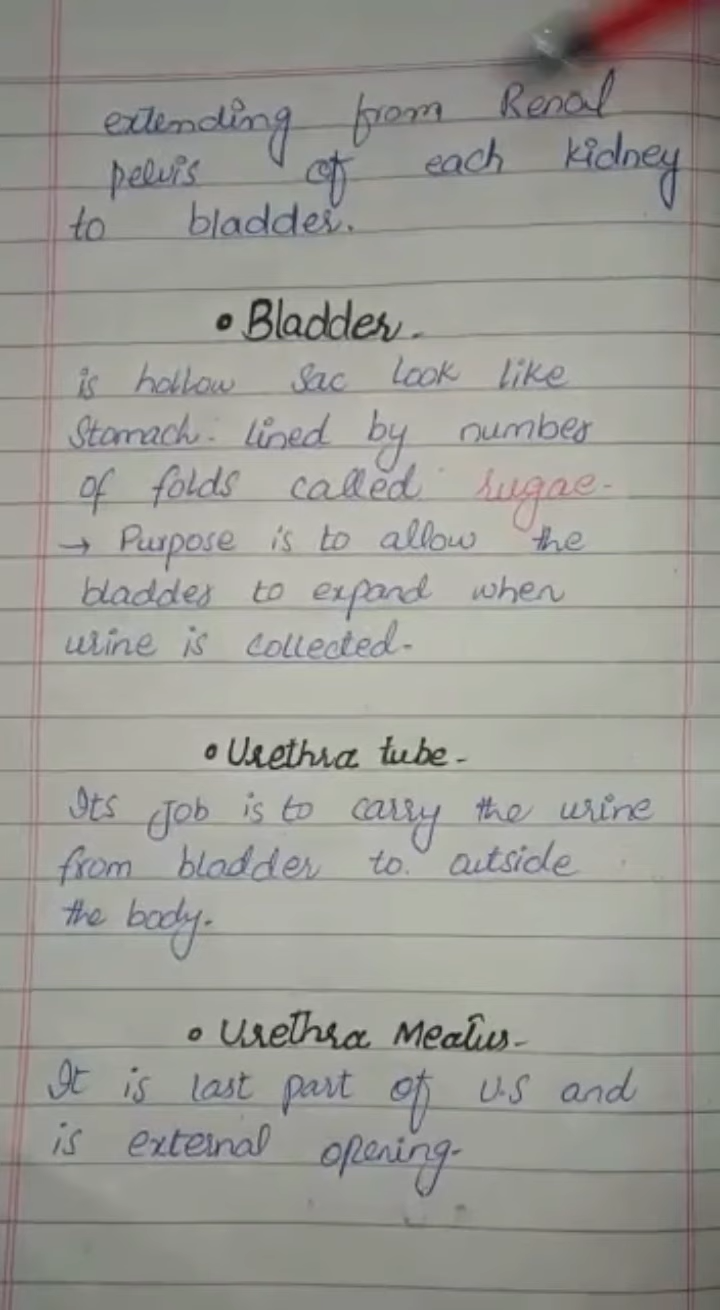 extending from Renal
pelvis of each kidney
to bladder.
• Bladder.
is hollow Sac look like
Stomach. lined by number
of folds called rugae.
→ Purpose is to allow the
bladder to expand when
urine is collected.
• Urethra tube.
Its Job is to carry the urine
from bladder to. outside
the body.
• Urethra Meatus.
It is last part of U.S and
is external opening.